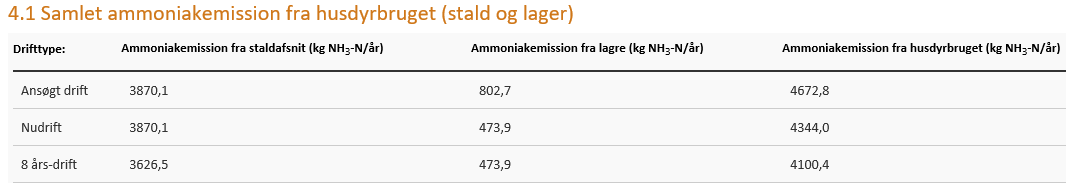 4.1 Samlet ammoniakemission fra husdyrbruget (stald og lager)
Drifttype: Ammoniakemission fra staldafsnit (kg NH3-N/år) Ammoniakemission fra lagre (kg NH3-N/år) Ammoniakemission fra husdyrbruget (kg NH3-N/år)
Ansøgt drift 3870,1 802,7 4672,8
Nudrift 3870,1 473,9 4344,0
8 års-drift 3626,5 473,9 4100,4